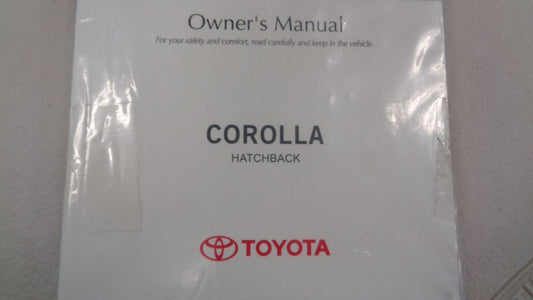 Owner's Manual
For your safety and comfort, read carefully and keep in the vehicle.
COROLLA
HATCHBACK
TOYOTA